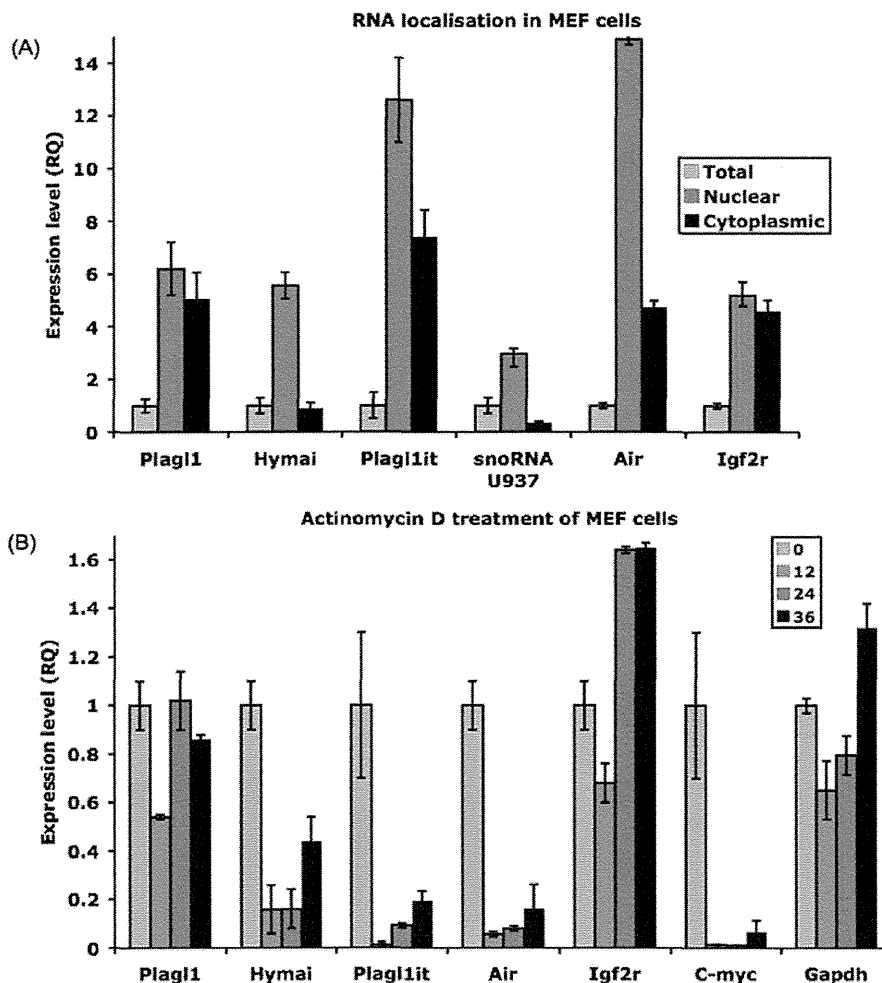 RNA localisation in MEF cells
(A)
Expression level (RQ)
14
12
10
8
6
4
2
0
Total
Nuclear
Cytoplasmic
Plagl1 Hymai Plagl1it snoRNA U937 Air Igf2r
Actinomycin D treatment of MEF cells
(B)
Expression level (RQ)
1.6
1.4
1.2
1
0.8
0.6
0.4
0.2
0
0
12
24
36
Plagl1 Hymai Plagl1it Air Igf2r C-myc Gapdh